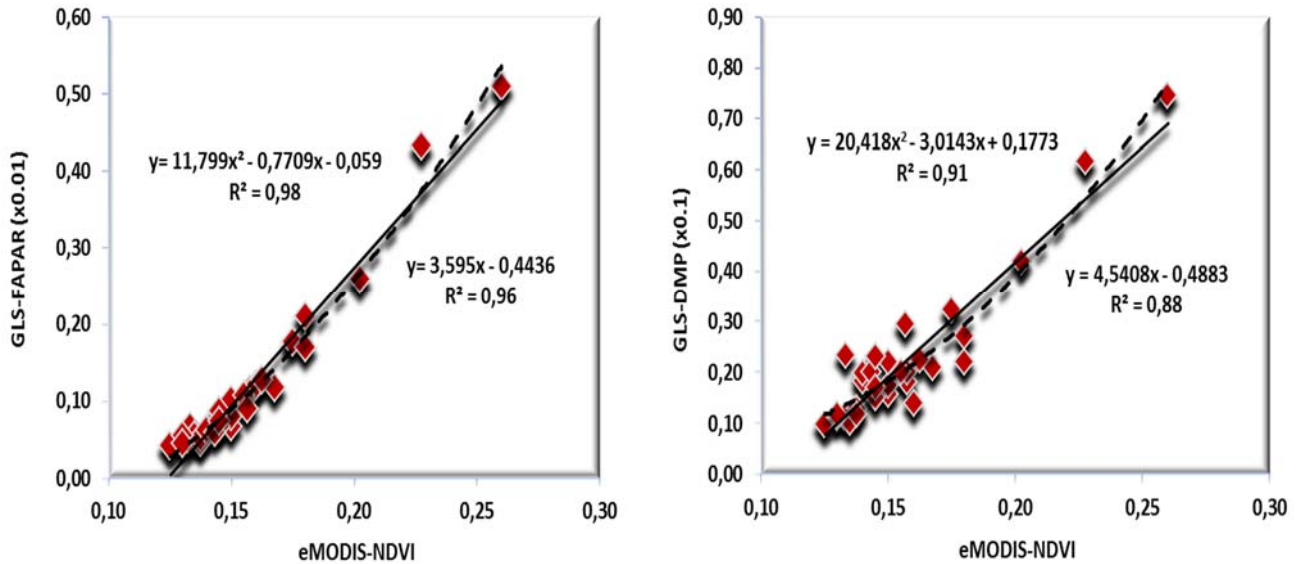 0,60
0,50
0,40
0,30
0,20
0,10
0,00
GLS-FAPAR (x0.01)
y= 11,799x² - 0,7709x - 0,059
R² = 0,98
y= 3,595x - 0,4436
R² = 0,96
0,10 0,15 0,20 0,25 0,30
eMODIS-NDVI
0,90
0,80
0,70
0,60
0,50
0,40
0,30
0,20
0,10
0,00
GLS-DMP (x0.1)
y= 20,418x² - 3,0143x + 0,1773
R² = 0,91
y= 4,5408x - 0,4883
R² = 0,88
0,10 0,15 0,20 0,25 0,30
eMODIS-NDVI